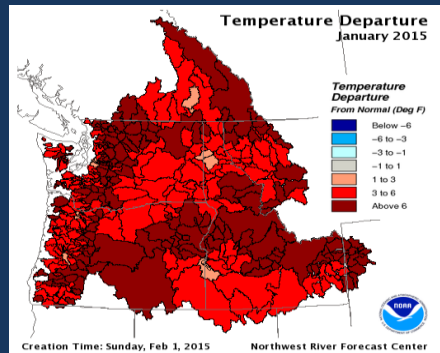 Temperature Departure
January 2015
Temperature
Departure
From Normal (Deg F)
Below -6
-6 to -3
-3 to -1
-1 to 1
1 to 3
3 to 6
Above 6
NOAA
Creation Time: Sunday, Feb 1, 2015 Northwest River Forecast Center